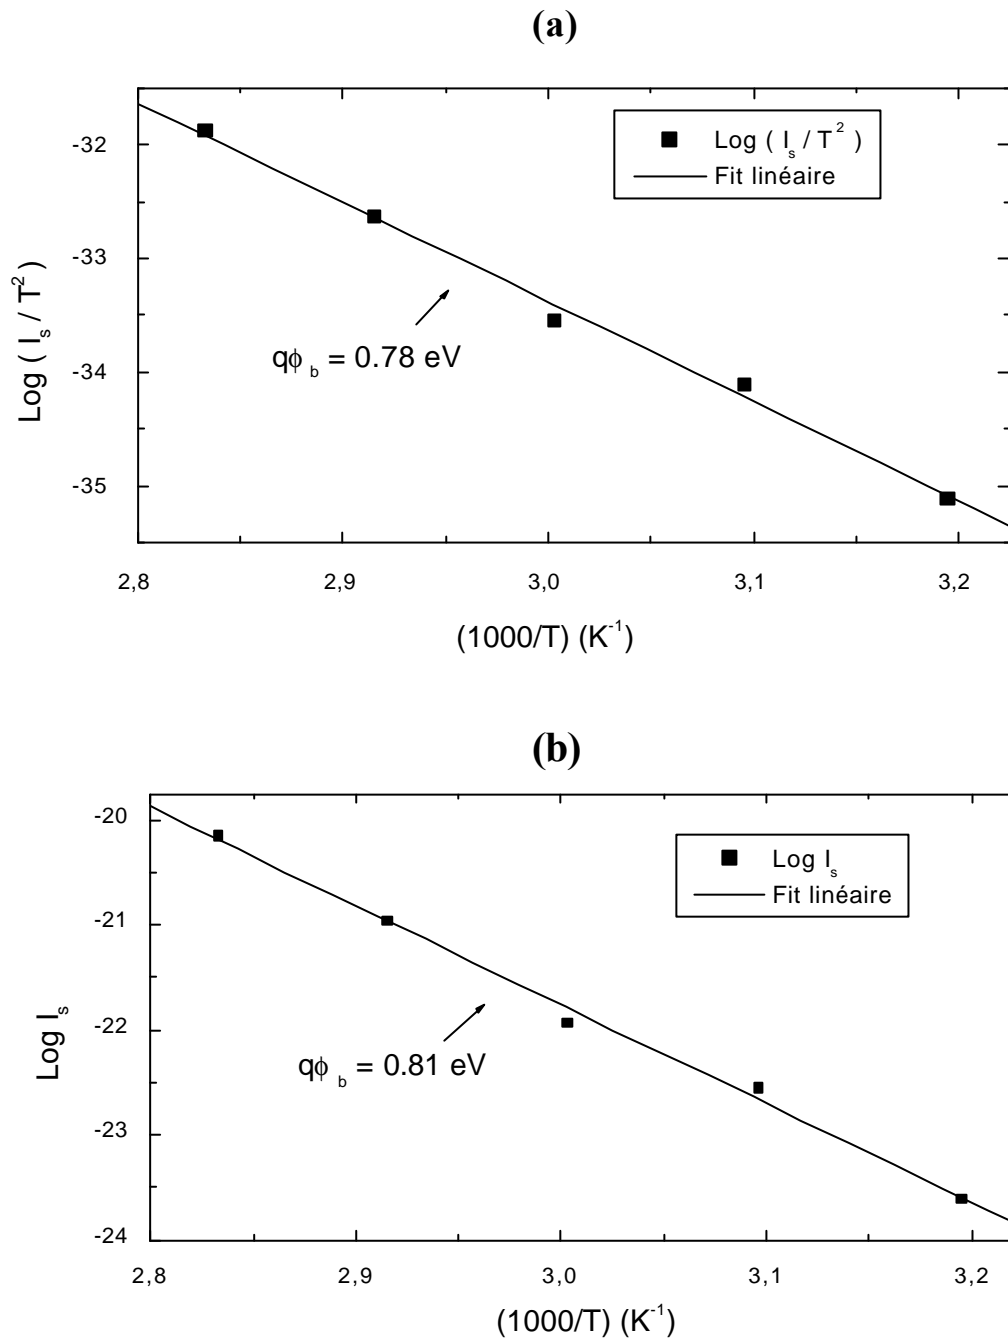 (a)
-32
-33
-34
-35
Log ( I_s / T^2 )
Log ( I_s / T^2 )
Fit linéaire
qϕ_b = 0.78 eV
2,8 2,9 3,0 3,1 3,2
(1000/T) (K^-1)
(b)
-20
-21
-22
-23
-24
Log I_s
Log I_s
Fit linéaire
qϕ_b = 0.81 eV
2,8 2,9 3,0 3,1 3,2
(1000/T) (K^-1)